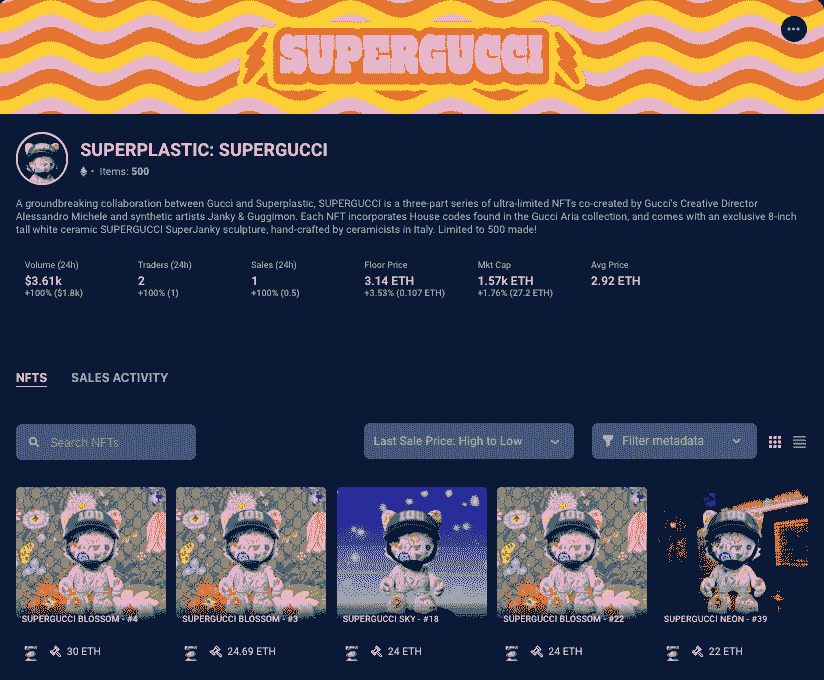 SUPERGUCCI
SUPERPLASTIC: SUPERGUCCI
Items: 500
A groundbreaking collaboration between Gucci and Superplastic, SUPERGUCCI is a three-part series of ultra-limited NFTs co-created by Gucci's Creative Director
Alessandro Michele and synthetic artists Janky & Guggimon. Each NFT incorporates House codes found in the Gucci Aria collection, and comes with an exclusive 8-inch
tall white ceramic SUPERGUCCI SuperJanky sculpture, hand-crafted by ceramicists in Italy. Limited to 500 made!
Volume (24h) Traders (24h) Sales (24h) Floor Price Mkt Cap Avg Price
$3.61k 2 1 3.14 ETH 1.57k ETH 2.92 ETH
+100% ($1.8k) +100% (1) +100% (0.5) +3.53% (0.107 ETH) +1.76% (27.2 ETH)
NFTS SALES ACTIVITY
Search NFTs Last Sale Price: High to Low Filter metadata
SUPERGUCCI BLOSSOM - #4 SUPERGUCCI BLOSSOM - #3 SUPERGUCCI SKY - #18 SUPERGUCCI BLOSSOM - #22 SUPERGUCCI NEON - #39
30 ETH 24.69 ETH 24 ETH 24 ETH 22 ETH